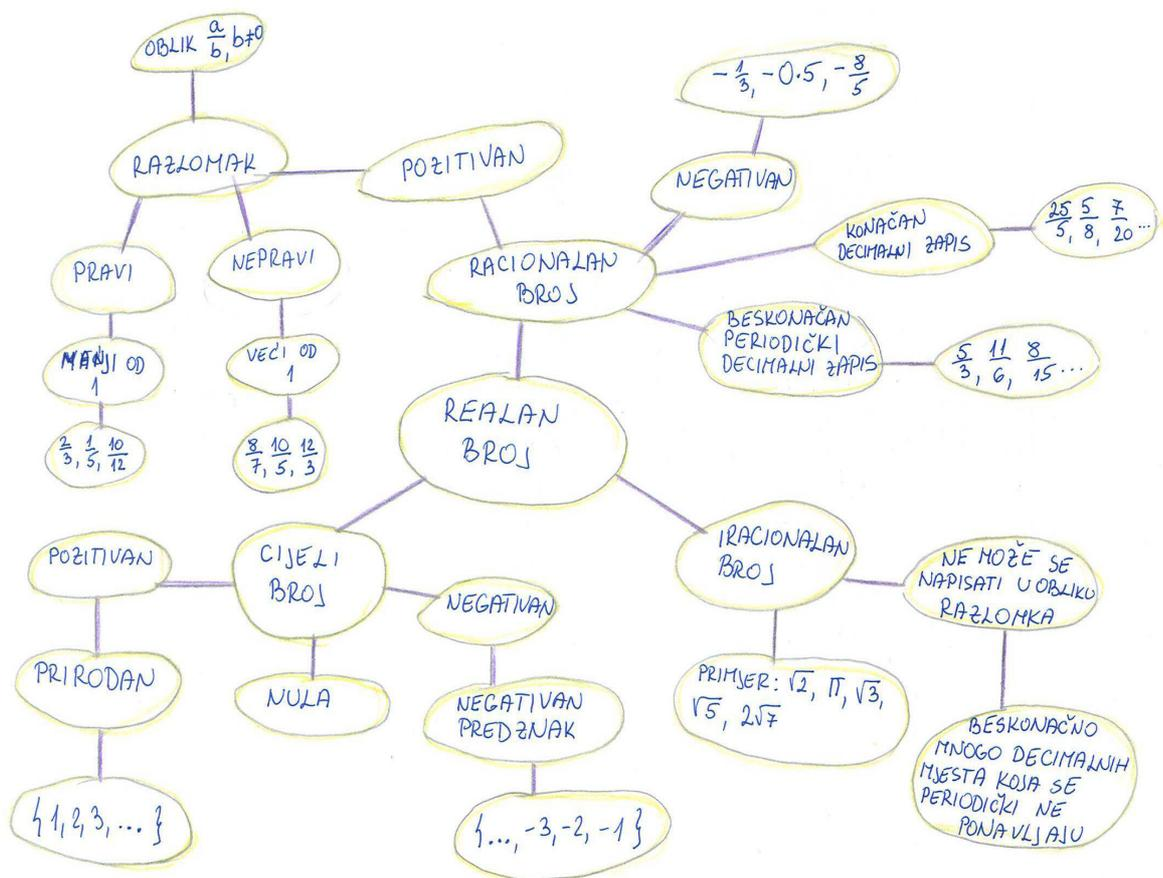 OBLIK a/b, b≠0
RAZLOMAK
POZITIVAN
-1/3, -0.5, -8/5
NEGATIVAN
PRAVI
NEPRAVI
RACIONALAN
BROJ
KONAČAN
DECIMALNI ZAPIS
25/5, 5/8, 7/20 ...
MANJI OD
1
VEĆI OD
1
BESKONAČAN
PERIODIČKI
DECIMALNI ZAPIS
5/3, 11/6, 8/15 ...
2/3, 1/5, 10/12
8/7, 10/5, 12/3
REALAN
BROJ
POZITIVAN
CIJELI
BROJ
NEGATIVAN
IRACIONALAN
BROJ
NE MOŽE SE
NAPISATI U OBLIKU
RAZLOMKA
PRIRODAN
NULA
NEGATIVAN
PREDZNAK
PRIMJER: √2, π, √3,
√5, 2√7
{1, 2, 3, ... }
{..., -3, -2, -1 }
BESKONAČNO
MNOGO DECIMALNIH
MJESTA KOJA SE
PERIODIČKI NE
PONAVLJAJU